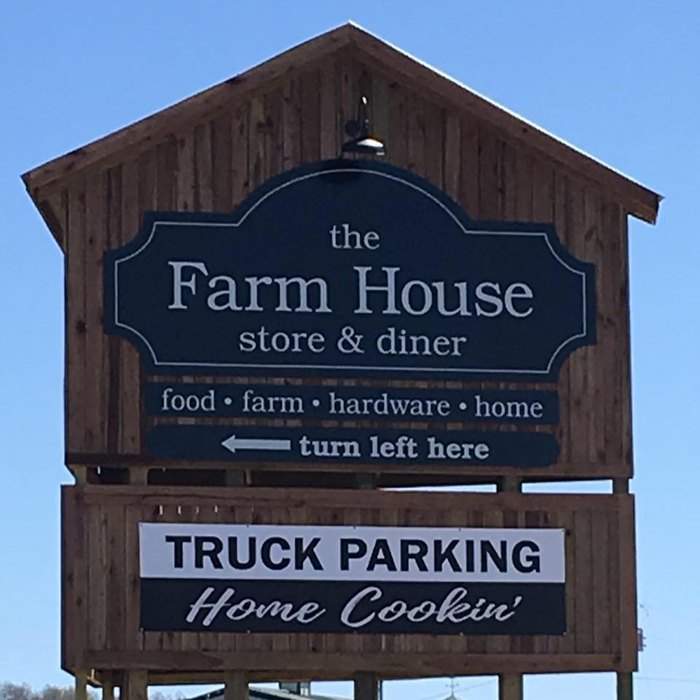 the
Farm House
store & diner
food • farm • hardware • home
turn left here
TRUCK PARKING
Home Cookin'